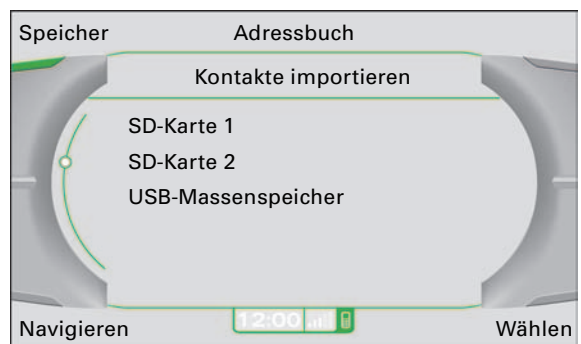 Speicher Adressbuch
Kontakte importieren
SD-Karte 1
SD-Karte 2
USB-Massenspeicher
Navigieren 12:00 Wählen